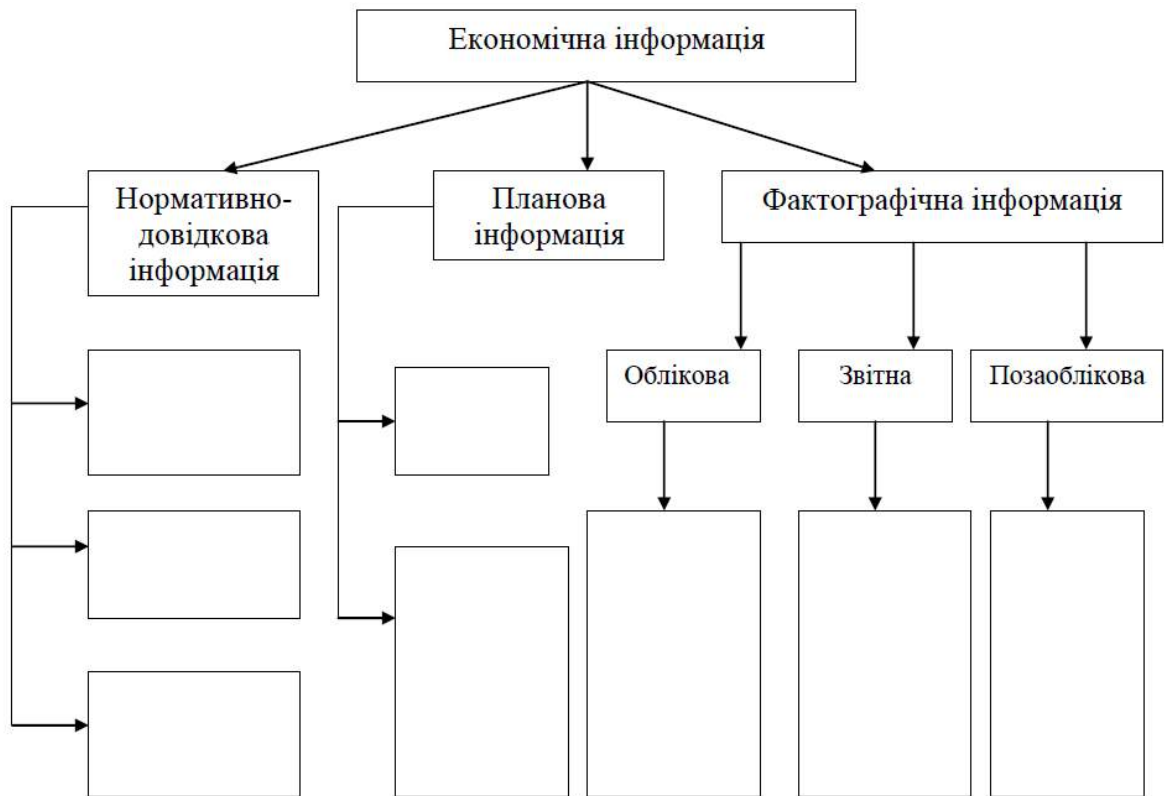 Економічна інформація
Нормативно-
довідкова
інформація
Планова
інформація
Фактографічна інформація
Облікова
Звітна
Позаоблікова